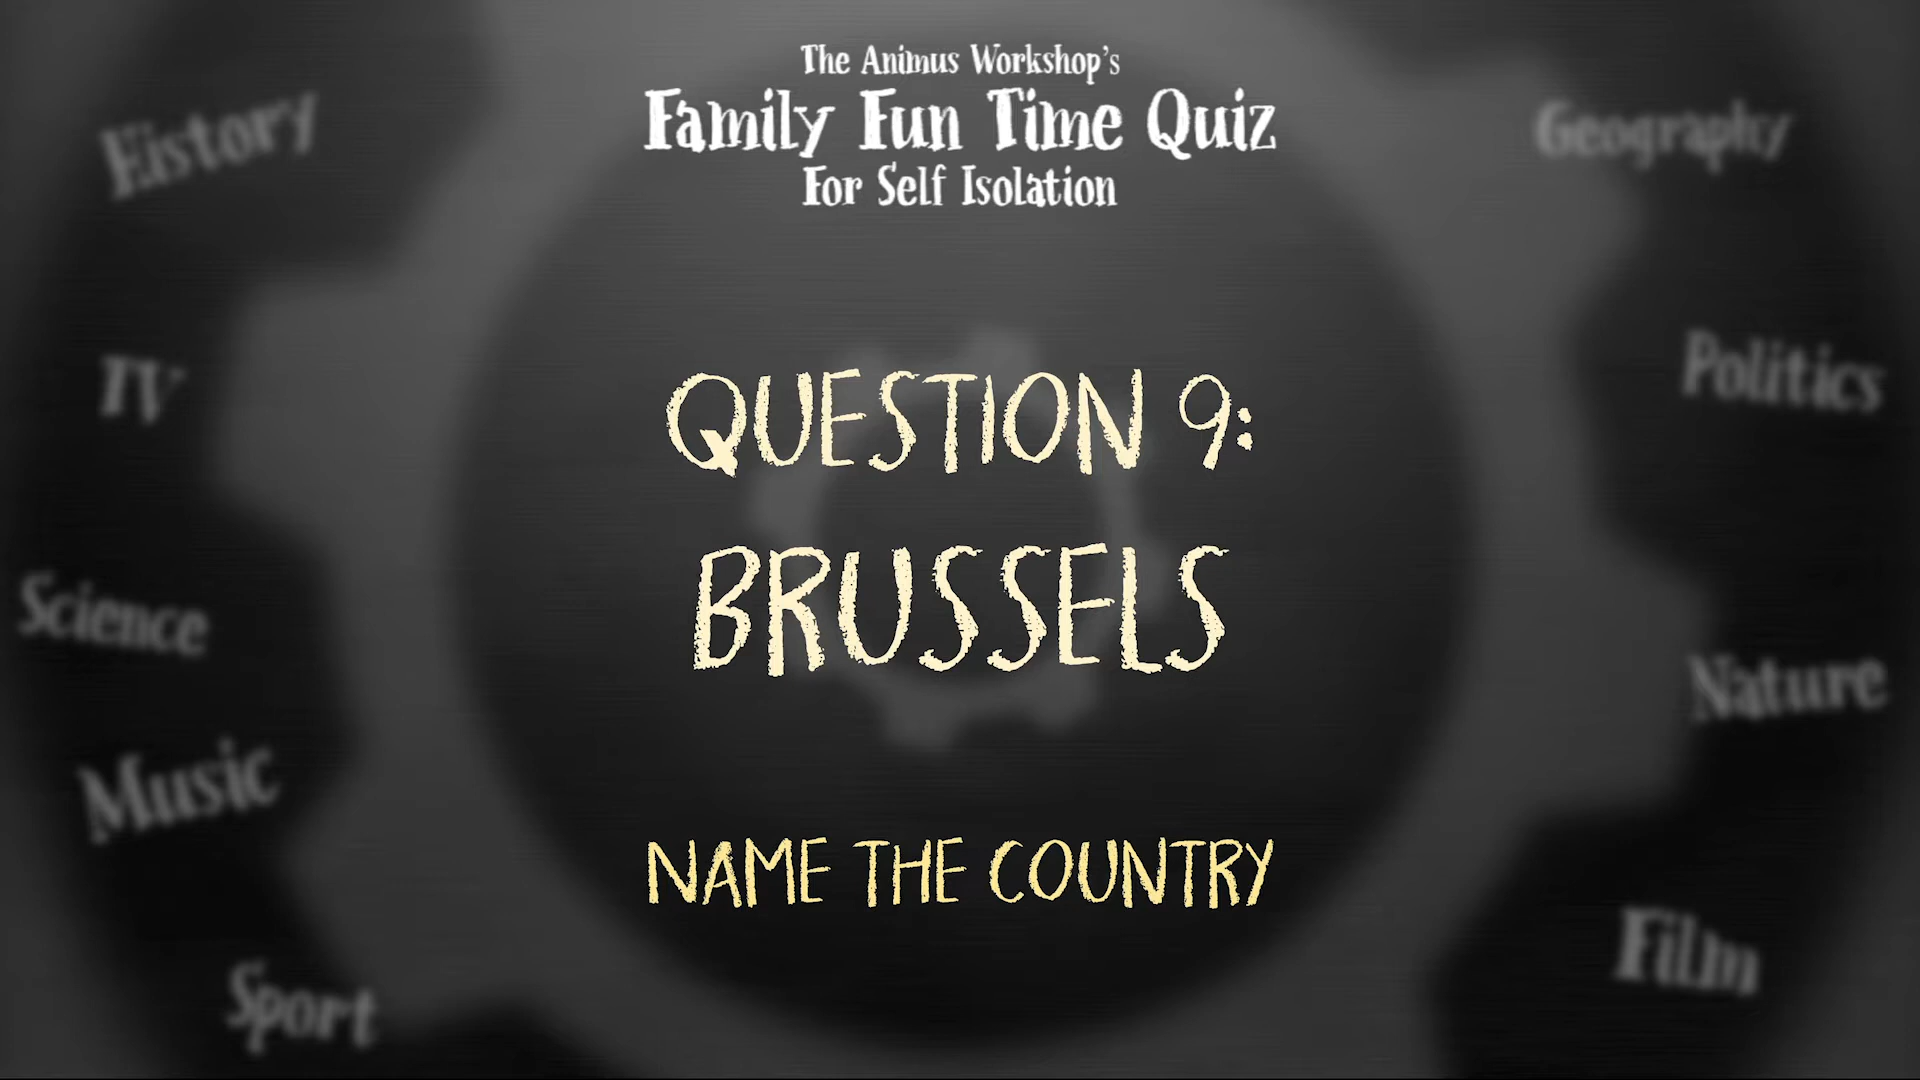 The Animus Workshop's
Family Fun Time Quiz
For Self Isolation
History
Geography
TV
Politics
QUESTION 9:
BRUSSELS
Science
Nature
Music
NAME THE COUNTRY
Film
Sport